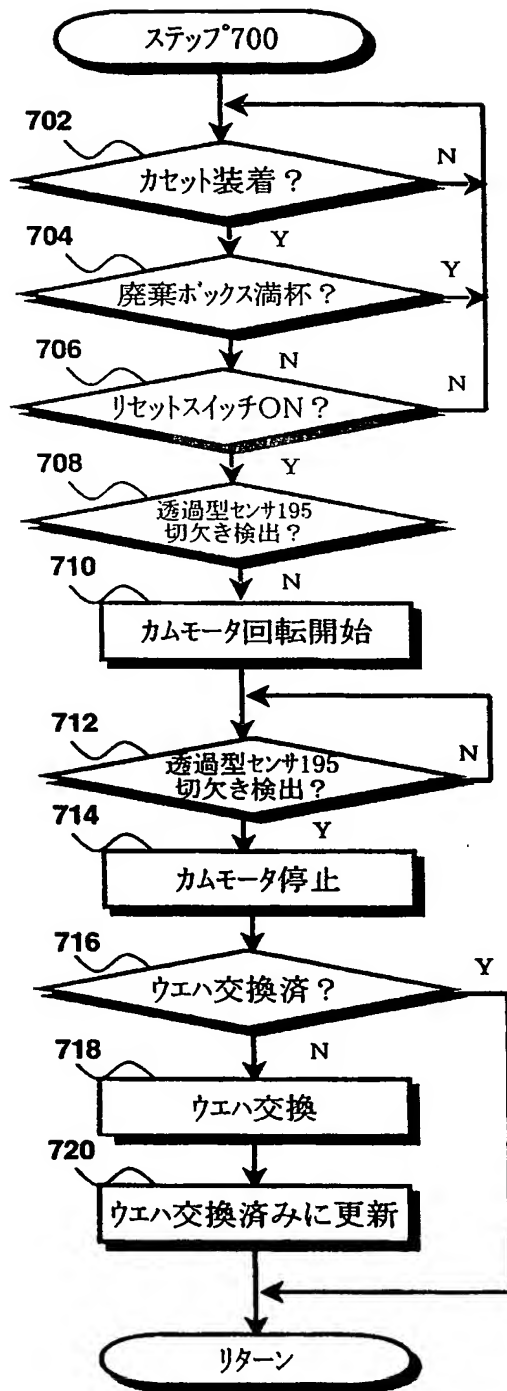 ステップ700
702
カセット装着?
N
Y
704
廃棄ボックス満杯?
Y
N
706
リセットスイッチON?
N
Y
708
透過型センサ195
切欠き検出?
N
710
カムモータ回転開始
712
透過型センサ195
切欠き検出?
N
Y
714
カムモータ停止
716
ウエハ交換済?
Y
N
718
ウエハ交換
720
ウエハ交換済みに更新
リターン